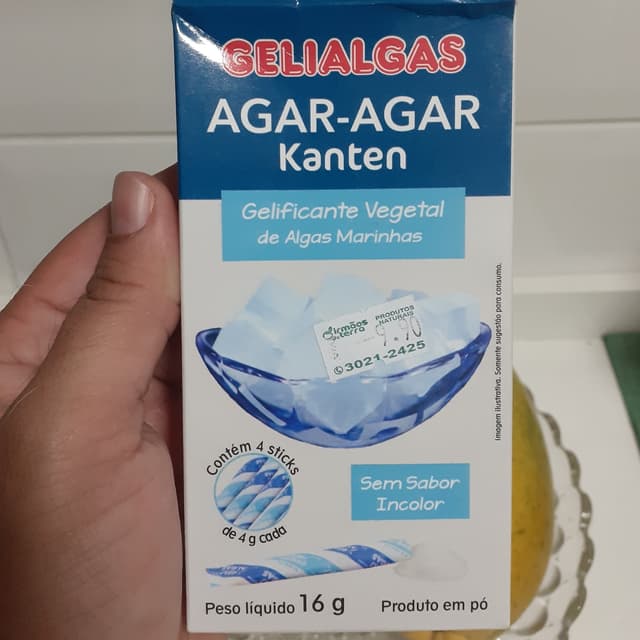 GELIALGAS
AGAR-AGAR
Kanten
Gelificante Vegetal
de Algas Marinhas
irmãos
terra
PRODUTOS
NATURAIS
9.90
3021-2425
imagem ilustrativa. Somente sugestão para consumo.
Contém 4 sticks
de 4 g cada
Sem Sabor
Incolor
Peso líquido 16 g
Produto em pó